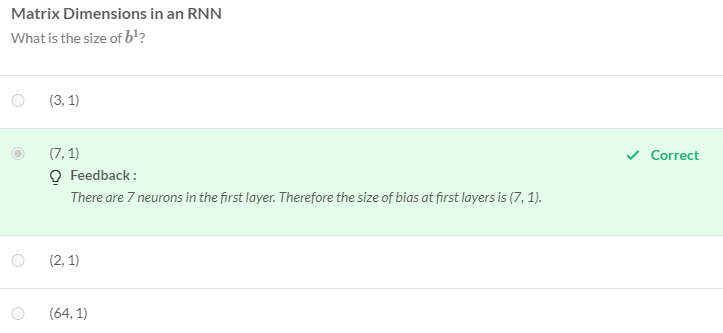 Matrix Dimensions in an RNN
What is the size of b¹?
(3, 1)
(7, 1)
Correct
Feedback :
There are 7 neurons in the first layer. Therefore the size of bias at first layers is (7, 1).
(2, 1)
(64, 1)